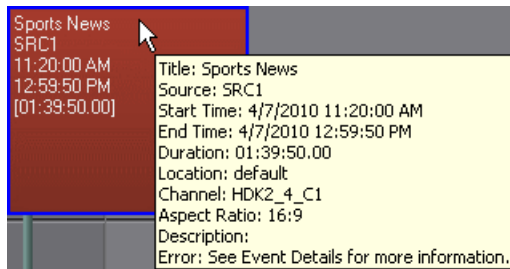 Sports News
SRC1
11:20:00 AM
12:59:50 PM
[01:39:50.00]
Title: Sports News
Source: SRC1
Start Time: 4/7/2010 11:20:00 AM
End Time: 4/7/2010 12:59:50 PM
Duration: 01:39:50.00
Location: default
Channel: HDK2_4_C1
Aspect Ratio: 16:9
Description:
Error: See Event Details for more information.